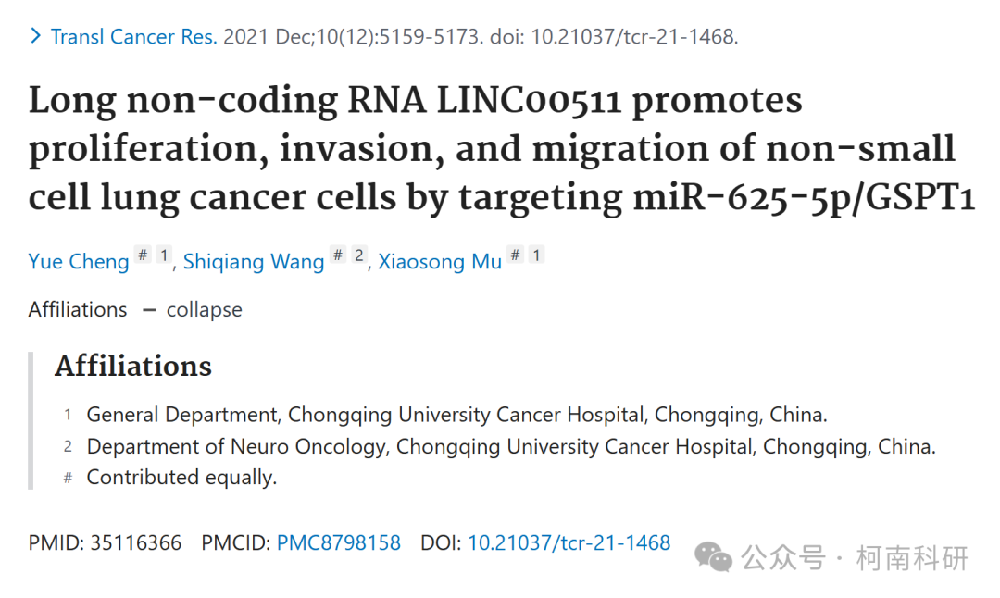 Transl Cancer Res. 2021 Dec;10(12):5159-5173. doi: 10.21037/tcr-21-1468.
Long non-coding RNA LINC00511 promotes
proliferation, invasion, and migration of non-small
cell lung cancer cells by targeting miR-625-5p/GSPT1
Yue Cheng # 1, Shiqiang Wang # 2, Xiaosong Mu # 1
Affiliations — collapse
Affiliations
1 General Department, Chongqing University Cancer Hospital, Chongqing, China.
2 Department of Neuro Oncology, Chongqing University Cancer Hospital, Chongqing, China.
# Contributed equally.
PMID: 35116366 PMCID: PMC8798158 DOI: 10.21037/tcr-21-1468
公众号 · 柯南科研